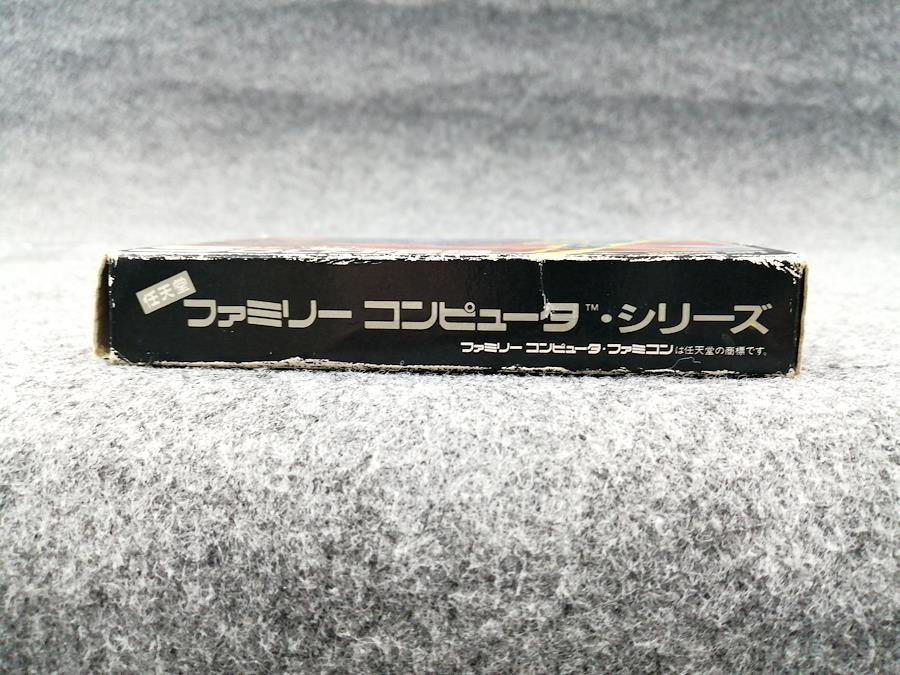 任天堂
ファミリー コンピュータ™・シリーズ
ファミリー コンピュータ・ファミコンは任天堂の商標です。